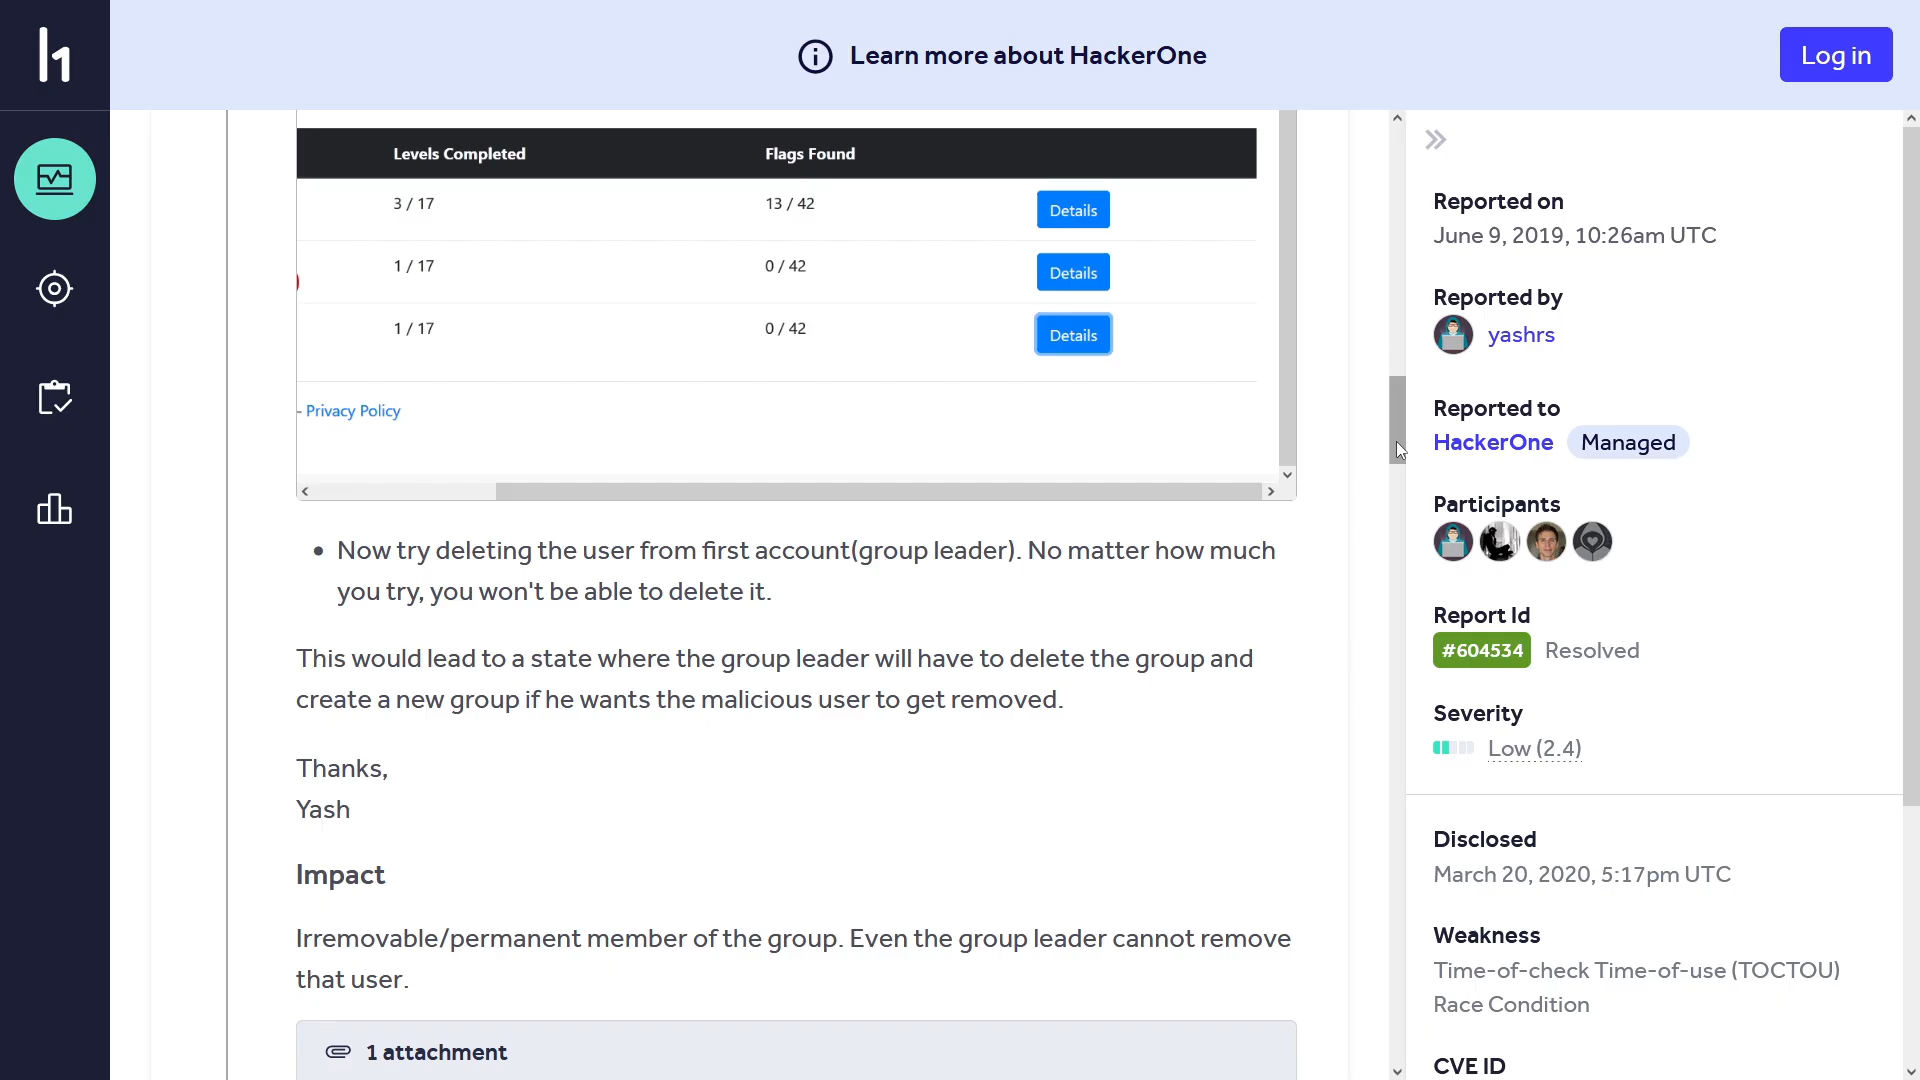 Learn more about HackerOne
Log in
Levels Completed Flags Found
3 / 17 13 / 42 Details
1 / 17 0 / 42 Details
1 / 17 0 / 42 Details
- Privacy Policy
• Now try deleting the user from first account(group leader). No matter how much
you try, you won't be able to delete it.
This would lead to a state where the group leader will have to delete the group and
create a new group if he wants the malicious user to get removed.
Thanks,
Yash
Impact
Irremovable/permanent member of the group. Even the group leader cannot remove
that user.
1 attachment
Reported on
June 9, 2019, 10:26am UTC
Reported by
yashrs
Reported to
HackerOne Managed
Participants
Report Id
#604534 Resolved
Severity
Low (2.4)
Disclosed
March 20, 2020, 5:17pm UTC
Weakness
Time-of-check Time-of-use (TOCTOU)
Race Condition
CVE ID